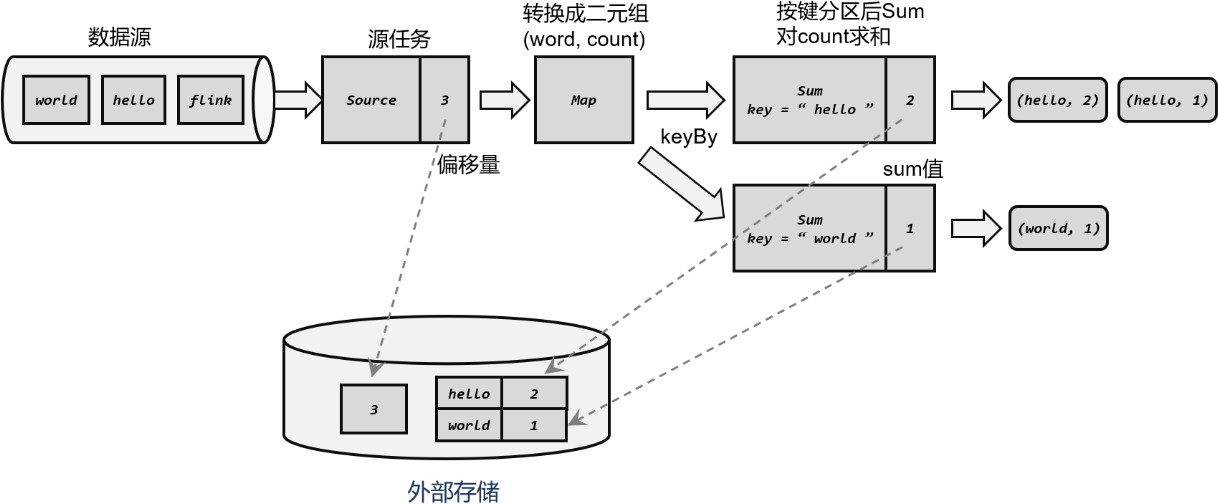 数据源
world
hello
flink
源任务
Source
3
偏移量
转换成二元组
(word, count)
Map
keyBy
按键分区后Sum
对count求和
Sum
key = “ hello ”
2
(hello, 2)
(hello, 1)
sum值
Sum
key = “ world ”
1
(world, 1)
3
hello
2
world
1
外部存储